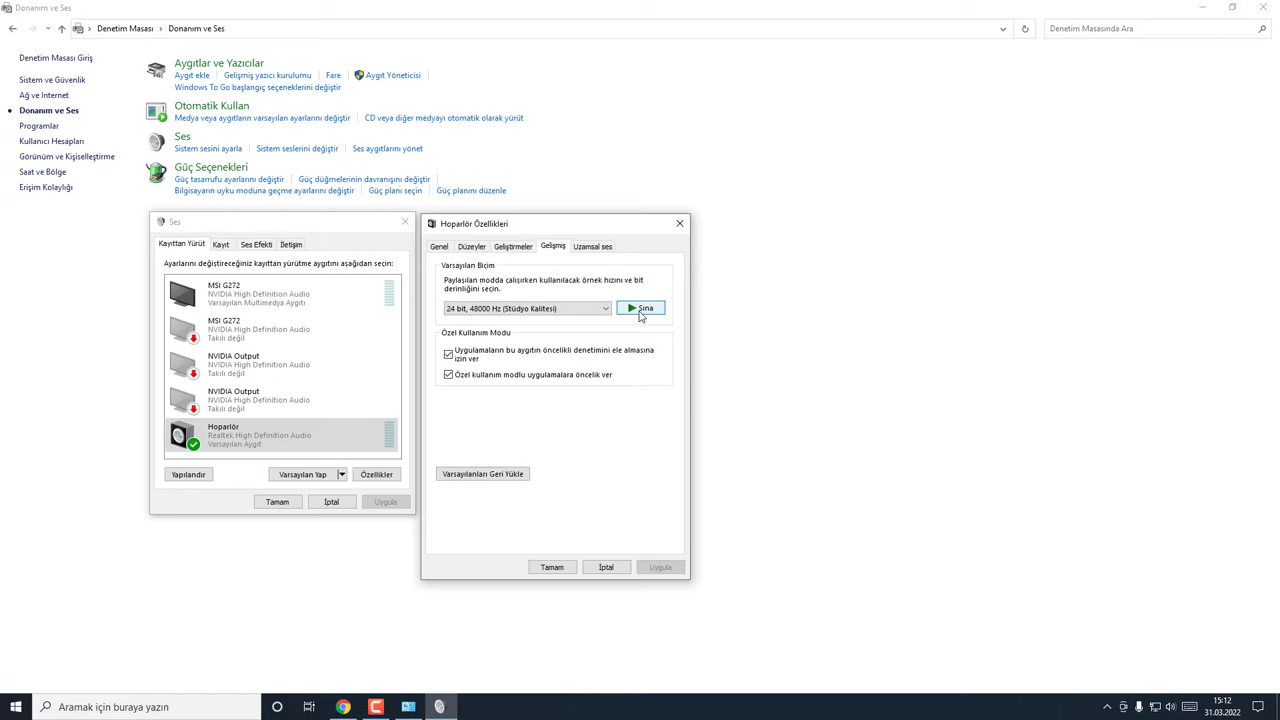 Donanım ve Ses
Denetim Masası
Donanım ve Ses
Denetim Masasında Ara
Denetim Masası Giriş
Sistem ve Güvenlik
Ağ ve Internet
Donanım ve Ses
Programlar
Kullanıcı Hesapları
Görünüm ve Kişiselleştirme
Saat ve Bölge
Erişim Kolaylığı
Aygıtlar ve Yazıcılar
Aygıt ekle
Gelişmiş yazıcı kurulumu
Fare
Aygıt Yöneticisi
Windows To Go başlangıç seçeneklerini değiştir
Otomatik Kullan
Medya veya aygıtların varsayılan ayarlarını değiştir
CD veya diğer medyayı otomatik olarak yürüt
Ses
Sistem sesini ayarla
Sistem seslerini değiştir
Ses aygıtlarını yönet
Güç Seçenekleri
Güç tasarrufu ayarlarını değiştir
Güç düğmelerinin davranışını değiştir
Bilgisayarın uyku moduna geçme ayarlarını değiştir
Güç planı seçin
Güç planını düzenle
Ses
Kayıttan Yürüt
Kayıt
Ses Efekti
İletişim
Ayarlarını değiştireceğiniz kayıttan yürütme aygıtını aşağıdan seçin:
MSI G272
NVIDIA High Definition Audio
Varsayılan Multimedya Aygıtı
MSI G272
NVIDIA High Definition Audio
Takılı değil
NVIDIA Output
NVIDIA High Definition Audio
Takılı değil
NVIDIA Output
NVIDIA High Definition Audio
Takılı değil
Hoparlör
Realtek High Definition Audio
Varsayılan Aygıt
Yapılandır
Varsayılan Yap
Özellikler
Tamam
İptal
Uygula
Hoparlör Özellikleri
Genel
Düzeyler
Geliştirmeler
Gelişmiş
Uzamsal ses
Varsayılan Biçim
Paylaşılan modda çalışırken kullanılacak örnek hızını ve bit
derinliğini seçin.
24 bit, 48000 Hz (Stüdyo Kalitesi)
Sına
Özel Kullanım Modu
Uygulamaların bu aygıtın öncelikli denetimini ele almasına
izin ver
Özel kullanım modlu uygulamalara öncelik ver
Varsayılanları Geri Yükle
Tamam
İptal
Uygula
Aramak için buraya yazın
15:12
31.03.2022